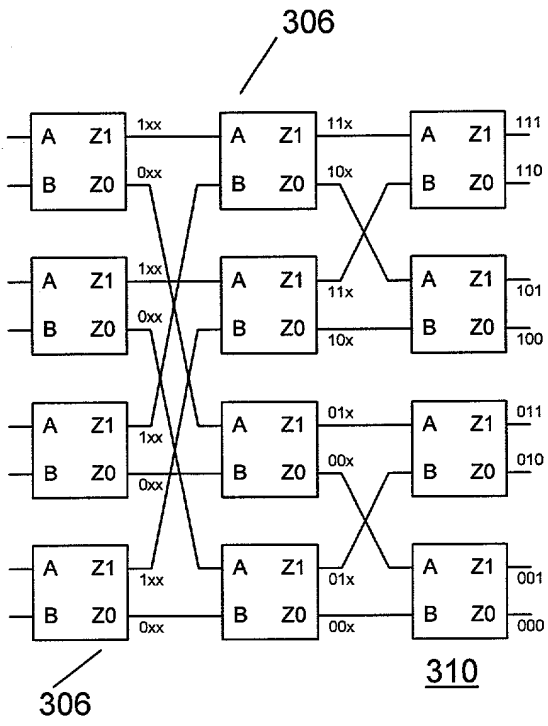 306
1xx 11x 111
A Z1 A Z1 A Z1
0xx 10x 110
B Z0 B Z0 B Z0
1xx
A Z1 A Z1 11x A Z1 101
0xx
B Z0 B Z0 10x B Z0 100
01x 011
A Z1 A Z1 A Z1
1xx 00x 010
B Z0 B Z0 B Z0
0xx
A Z1 A Z1 A Z1
1xx 01x 001
B Z0 B Z0 B Z0
0xx 00x 000
310
306